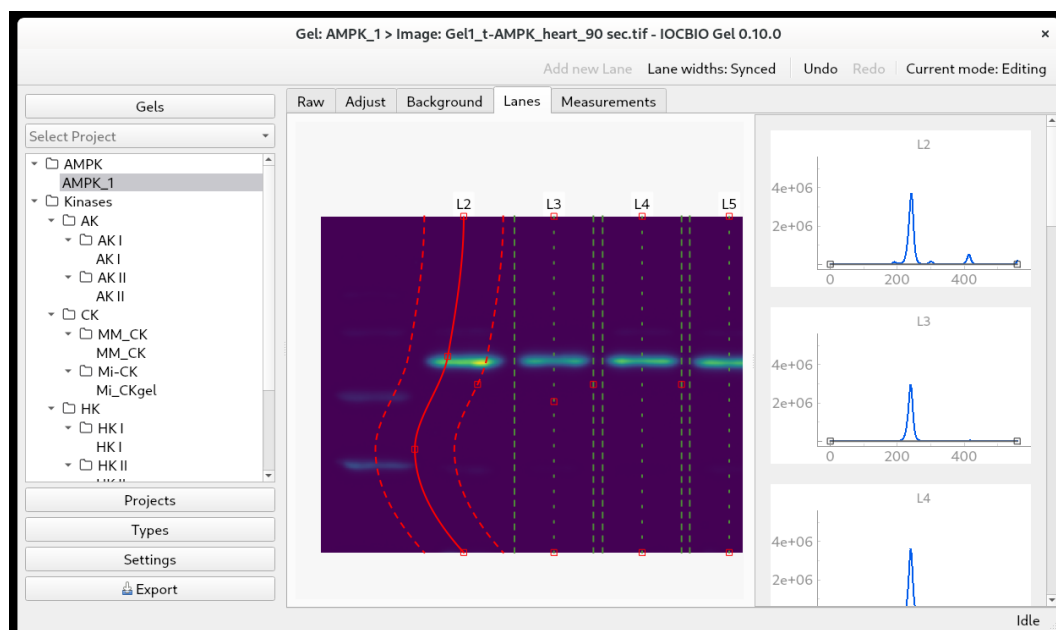 Gel: AMPK_1 > Image: Gel1_t-AMPK_heart_90 sec.tif - IOCBIO Gel 0.10.0
Add new Lane Lane widths: Synced Undo Redo Current mode: Editing
Gels
Select Project
AMPK
AMPK_1
Kinases
AK
AK I
AK I
AK II
AK II
CK
MM_CK
MM_CK
Mi-CK
Mi_CKgel
HK
HK I
HK I
HK II
Projects
Types
Settings
Export
Raw Adjust Background Lanes Measurements
L2 L3 L4 L5
L2
4e+06
2e+06
0 200 400
L3
4e+06
2e+06
0 200 400
L4
4e+06
2e+06
Idle